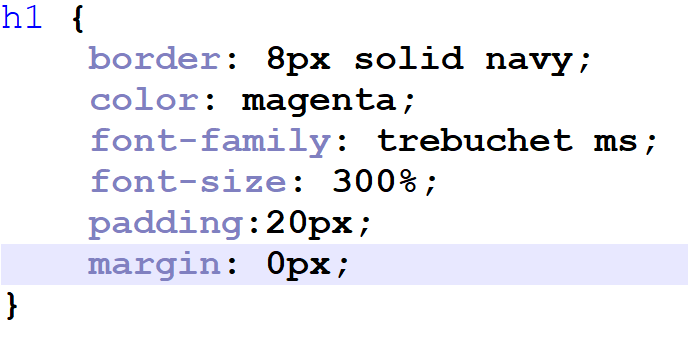 h1 {
border: 8px solid navy;
color: magenta;
font-family: trebuchet ms;
font-size: 300%;
padding:20px;
margin: 0px;
}